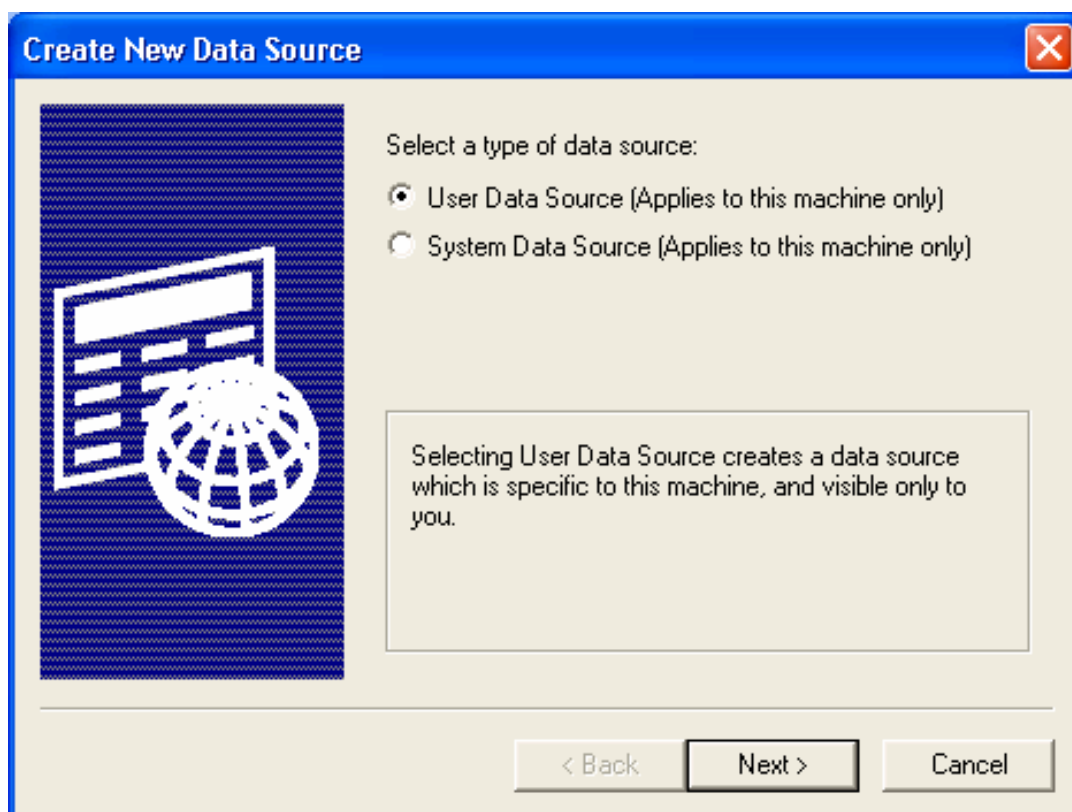 Create New Data Source
Select a type of data source:
User Data Source (Applies to this machine only)
System Data Source (Applies to this machine only)
Selecting User Data Source creates a data source
which is specific to this machine, and visible only to
you.
< Back Next > Cancel